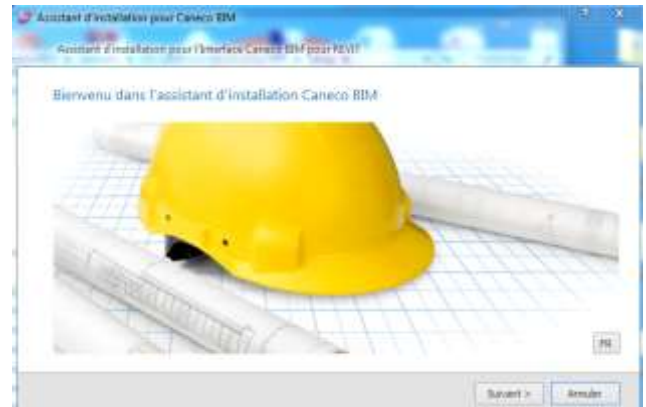 Assistant d'installation pour Caneco BIM
Assistant d'installation pour l'Interface Caneco BIM pour REVIT
Bienvenu dans l'assistant d'installation Caneco BIM
FR
Suivant >
Annuler